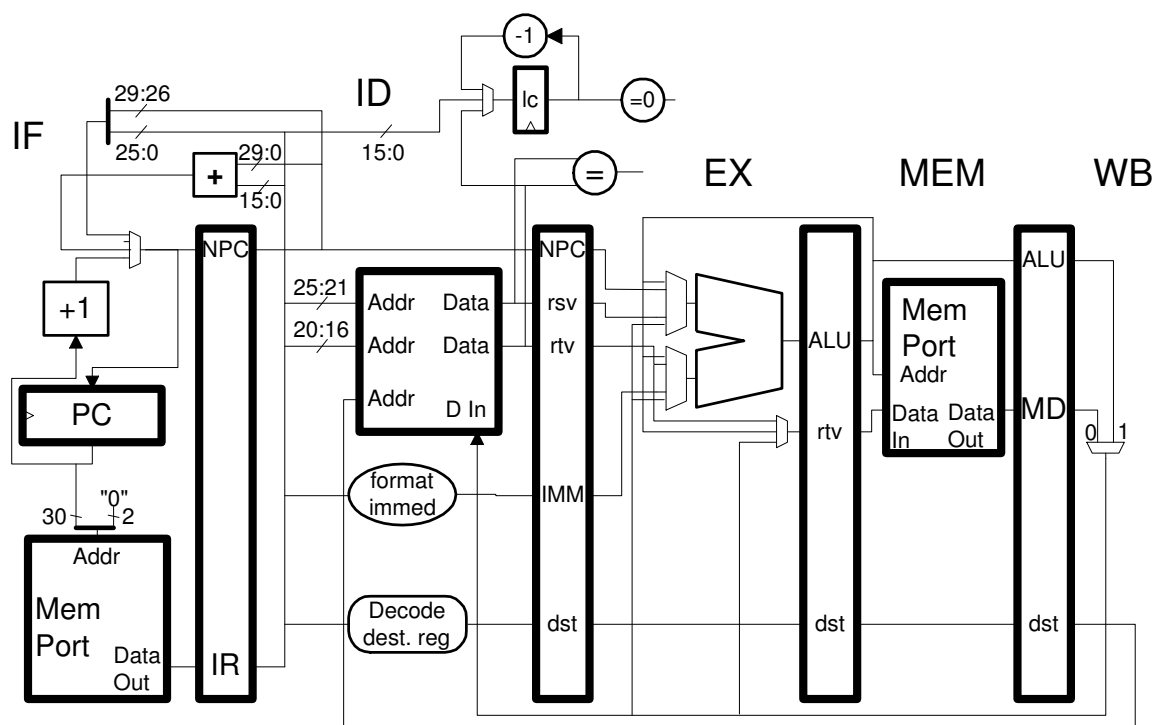 -1
lc
=0
29:26
ID
IF
25:0
15:0
29:0
+
15:0
=
EX
MEM
WB
NPC
NPC
ALU
+1
25:21
Addr
Data
rsv
Mem
Port
20:16
Addr
Data
rtv
ALU
Addr
PC
Addr
D In
rtv
Data
In
Data
Out
MD
0
1
format
immed
IMM
"0"
30
2
Addr
Mem
Port
Data
Out
IR
Decode
dest. reg
dst
dst
dst